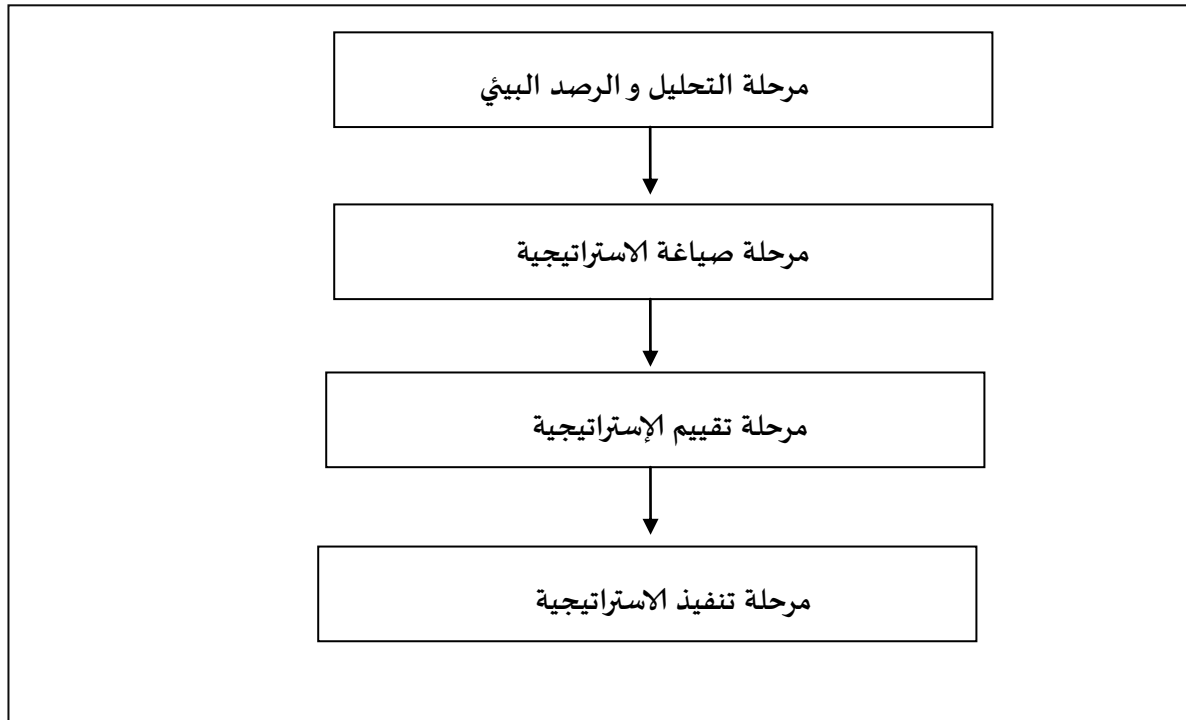 مرحلة التحليل و الرصد البيئي
مرحلة صياغة الاستراتيجية
مرحلة تقييم الإستراتيجية
مرحلة تنفيذ الاستراتيجية